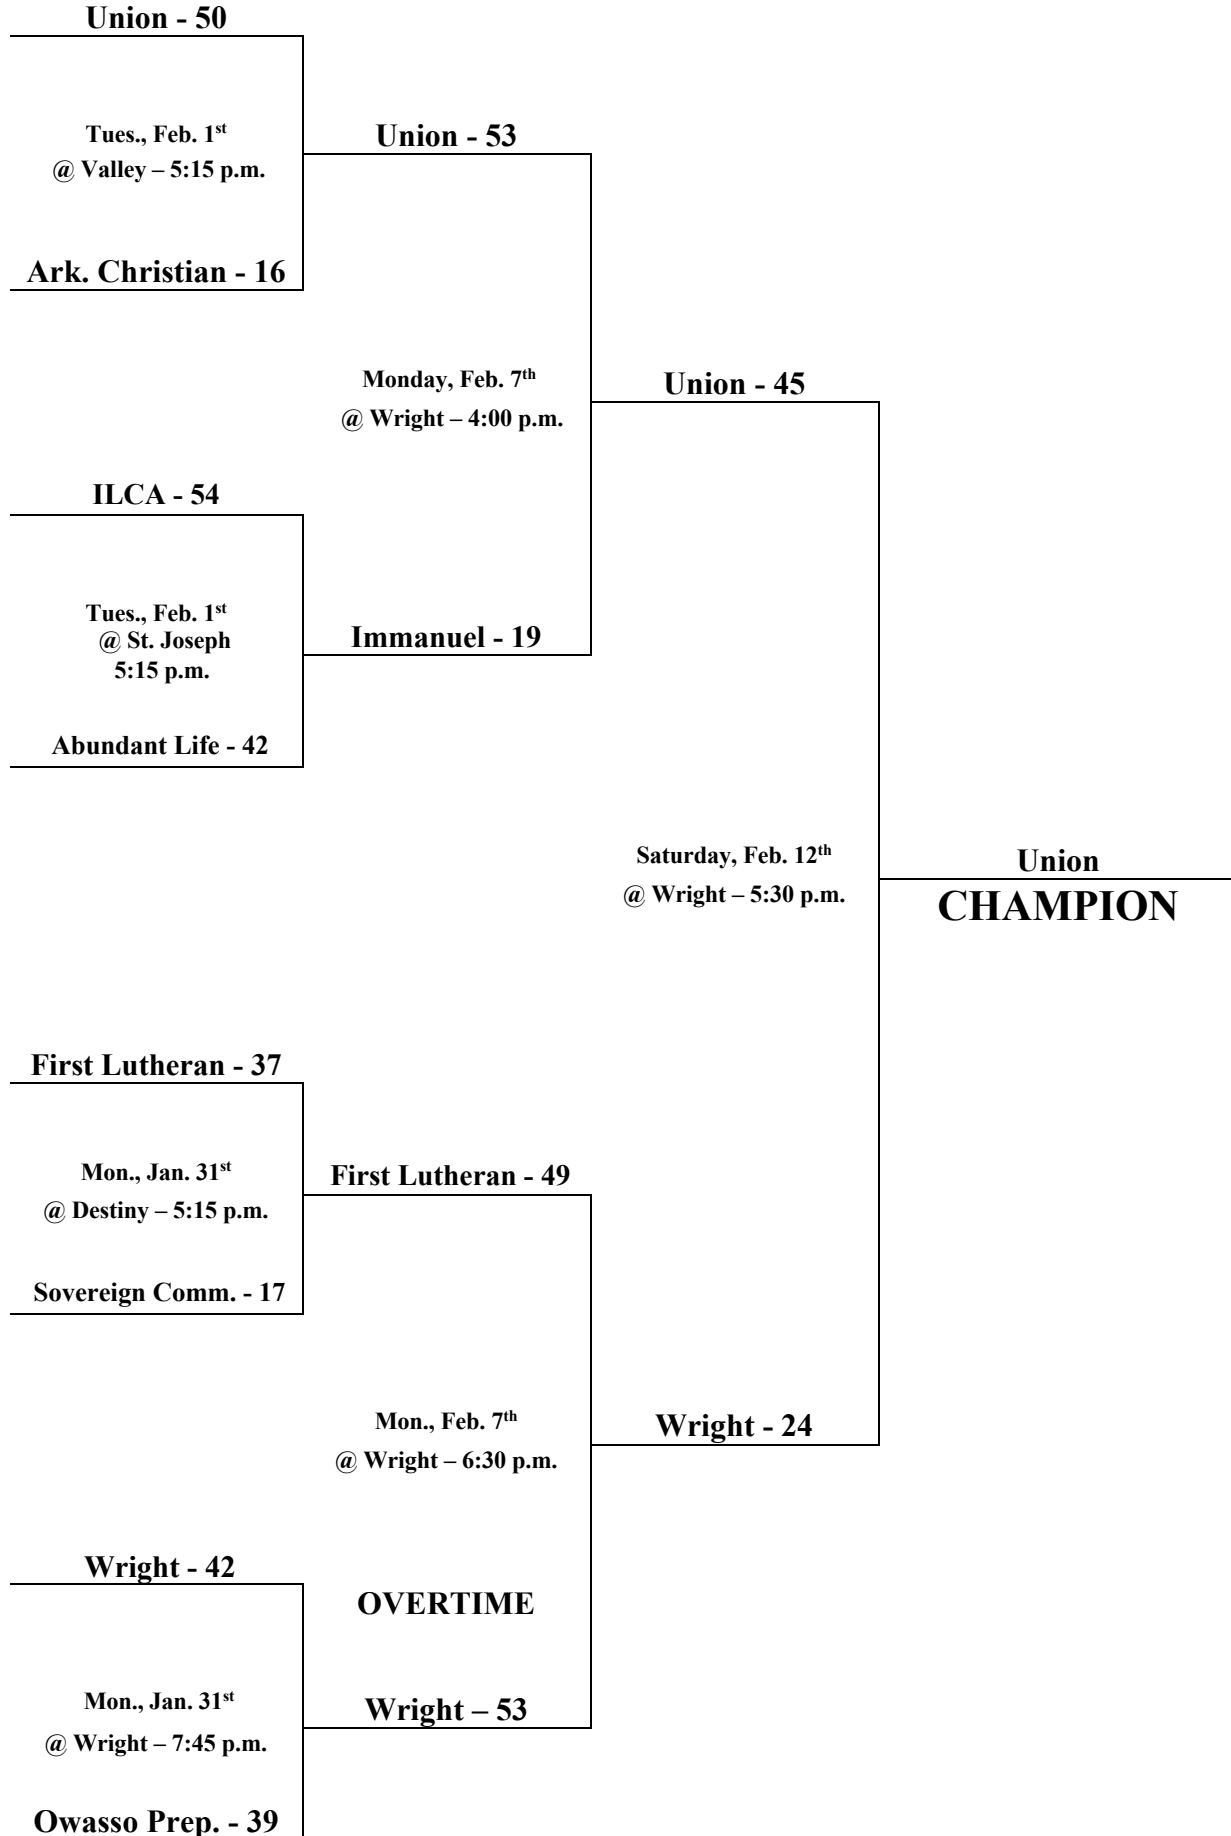 Union - 50
Tues., Feb. 1st
@ Valley – 5:15 p.m.
Union - 53
Ark. Christian - 16
Monday, Feb. 7th
@ Wright – 4:00 p.m.
Union - 45
ILCA - 54
Tues., Feb. 1st
@ St. Joseph
5:15 p.m.
Immanuel - 19
Abundant Life - 42
Saturday, Feb. 12th
@ Wright – 5:30 p.m.
Union
CHAMPION
First Lutheran - 37
Mon., Jan. 31st
@ Destiny – 5:15 p.m.
First Lutheran - 49
Sovereign Comm. - 17
Mon., Feb. 7th
@ Wright – 6:30 p.m.
Wright - 24
Wright - 42
OVERTIME
Mon., Jan. 31st
@ Wright – 7:45 p.m.
Wright – 53
Owasso Prep. - 39